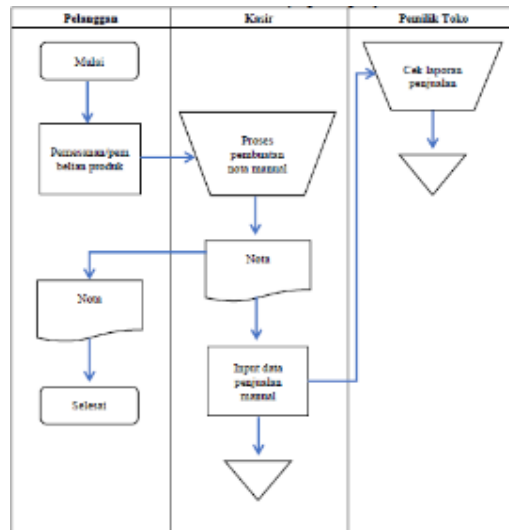 Pelanggan
Kasir
Pemilik Toko
Mulai
Cek laporan
penjualan
Pemesanan/pem
belian produk
Proses
pembuatan
nota manual
Nota
Nota
Input data
penjualan
manual
Selesai